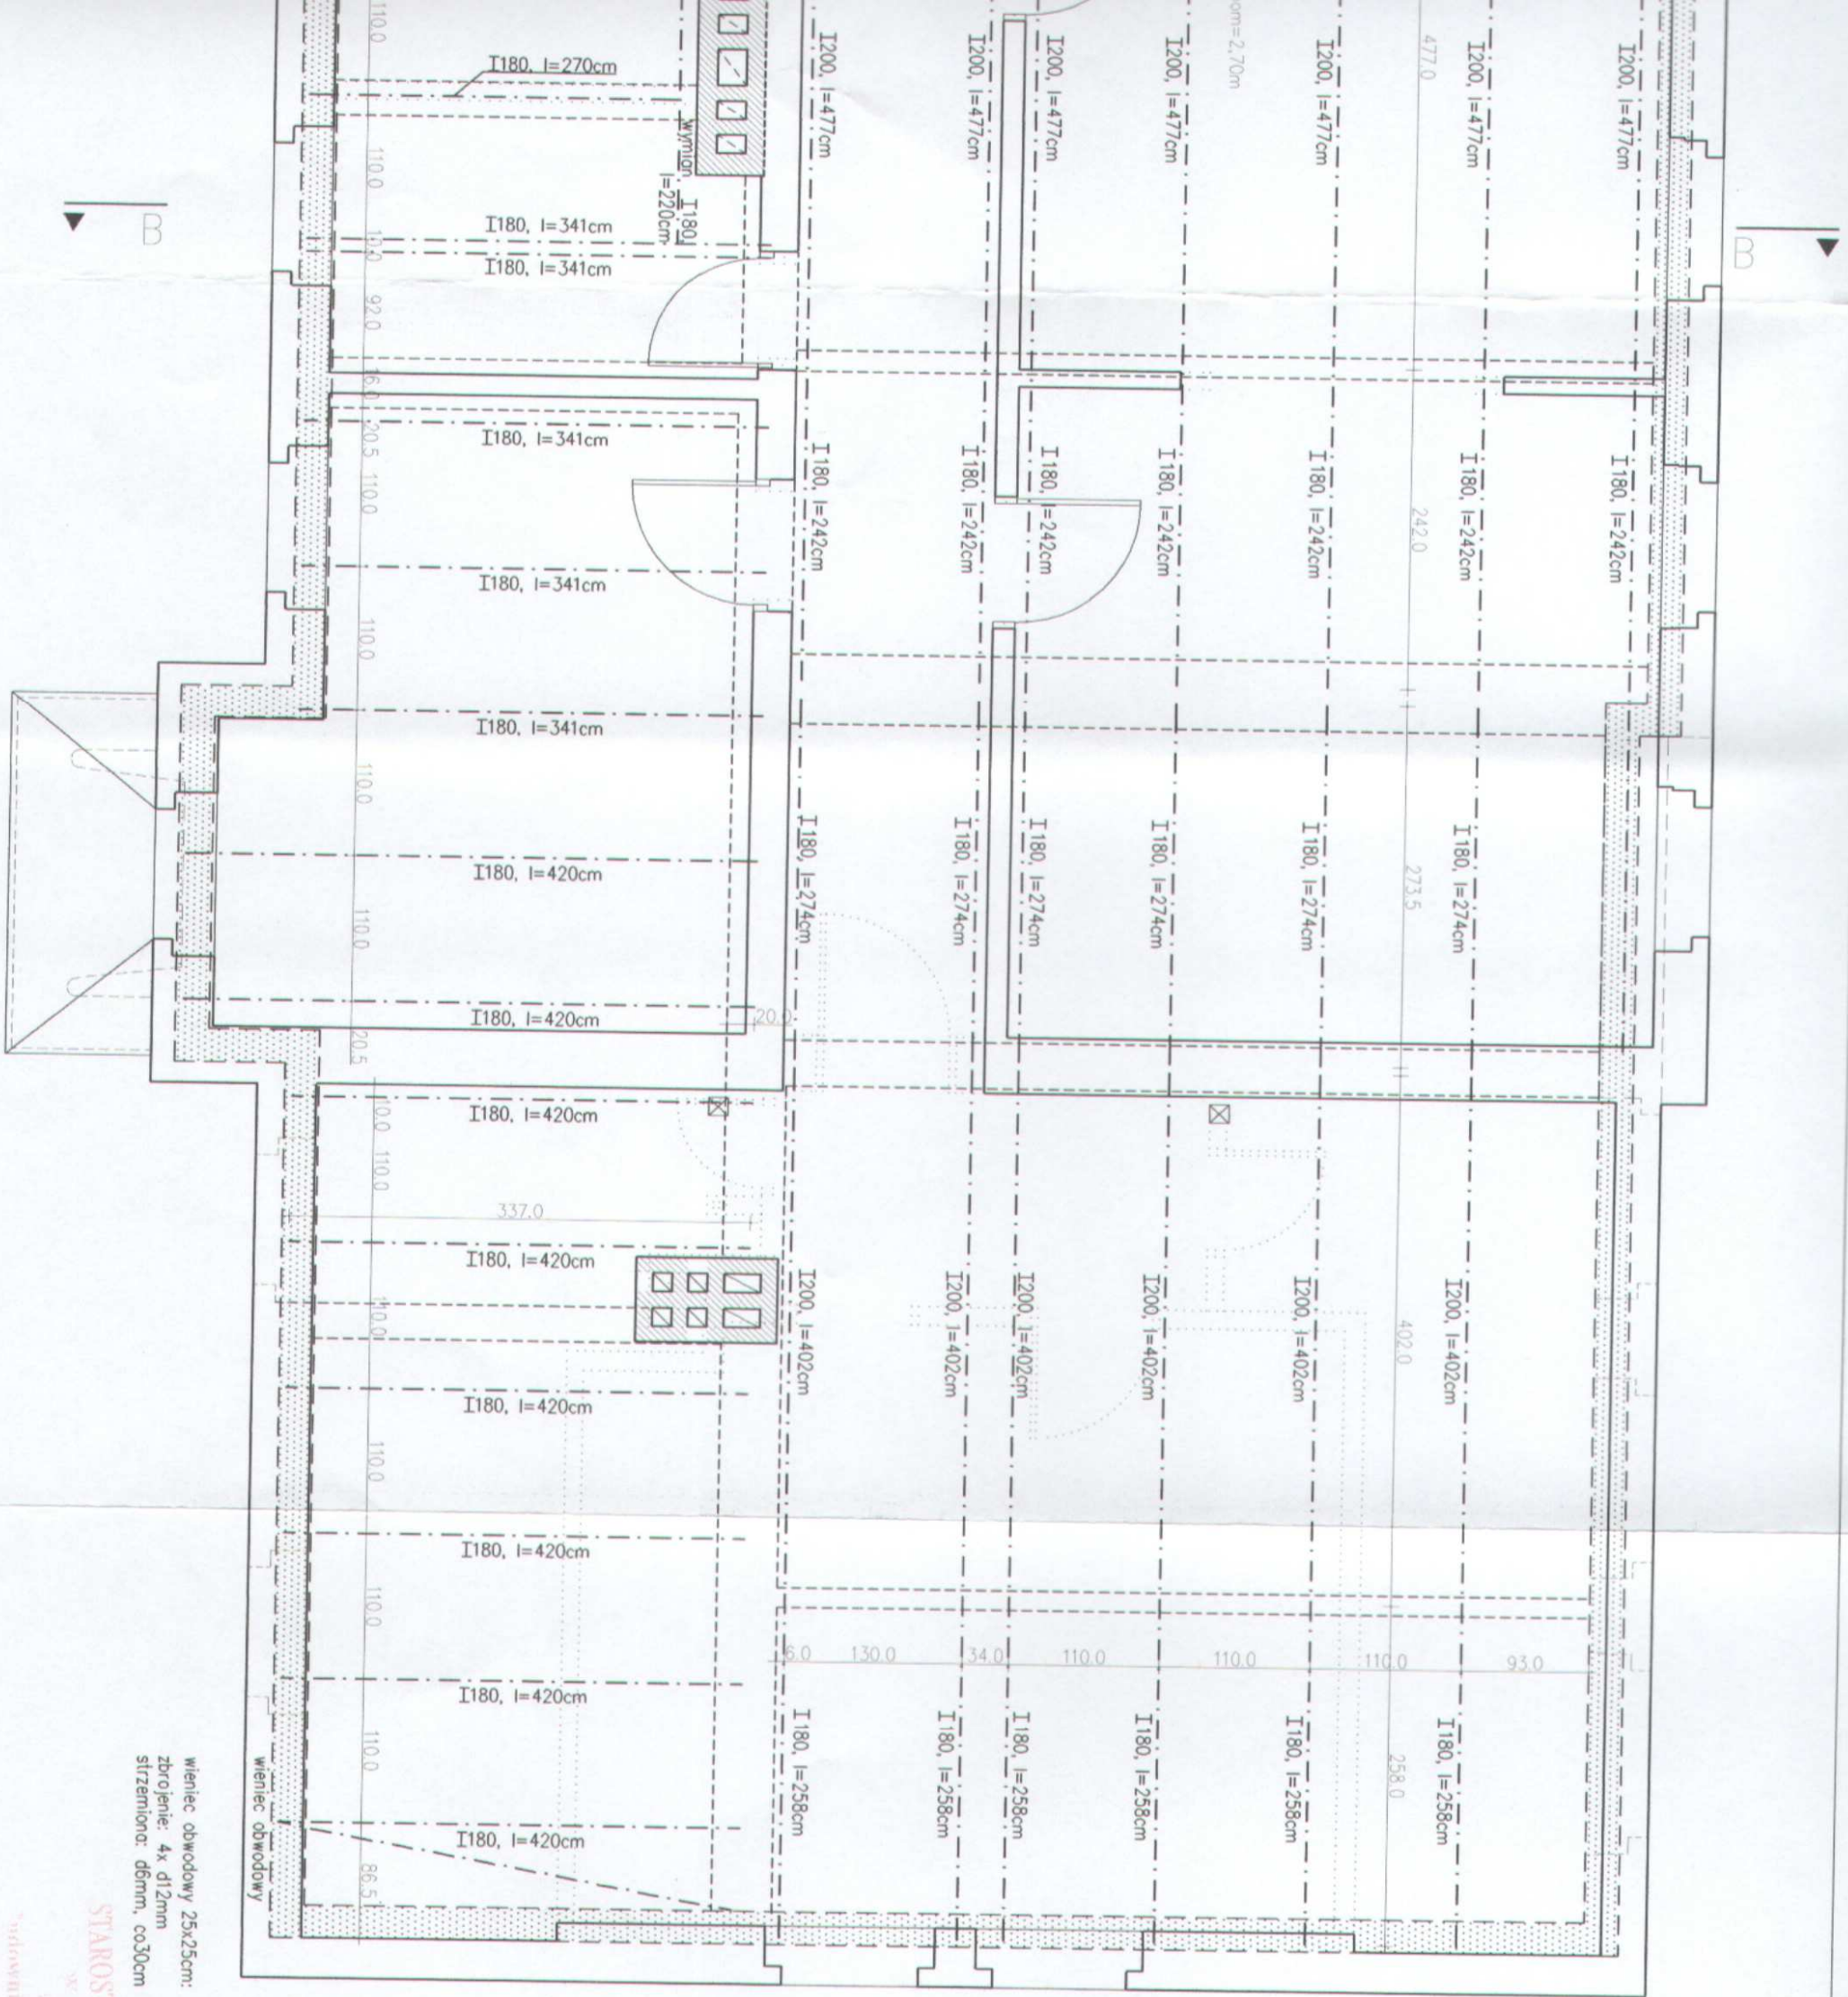 110.0
I180, l=270cm
wymian I180,
l=220cm
110.0
I180, l=341cm
I180, l=341cm
92.0
16.0
I180, l=341cm
20.5
110.0
I180, l=341cm
110.0
I180, l=341cm
110.0
I180, l=420cm
110.0
I180, l=420cm
20.0
20.5
I180, l=420cm
110.0
337.0
I180, l=420cm
110.0
I180, l=420cm
110.0
I180, l=420cm
110.0
I180, l=420cm
110.0
I180, l=420cm
86.5
I200, l=477cm
I200, l=477cm
I200, l=477cm
I200, l=477cm
I200, l=477cm
I200, l=477cm
I200, l=477cm
=2.70m
477.0
B
B
I180, l=242cm
I180, l=242cm
I180, l=242cm
I180, l=242cm
I180, l=242cm
I180, l=242cm
I180, l=242cm
242.0
I180, l=274cm
I180, l=274cm
I180, l=274cm
I180, l=274cm
I180, l=274cm
I180, l=274cm
273.5
I200, l=402cm
I200, l=402cm
I200, l=402cm
I200, l=402cm
I200, l=402cm
I200, l=402cm
402.0
6.0 130.0 34.0 110.0 110.0 110.0 93.0
I180, l=258cm
I180, l=258cm
I180, l=258cm
I180, l=258cm
I180, l=258cm
I180, l=258cm
258.0
wieniec obwodowy
wieniec obwodowy 25x25cm:
zbrojenie: 4x d12mm
strzemiona: d6mm, co30cm
STAROS